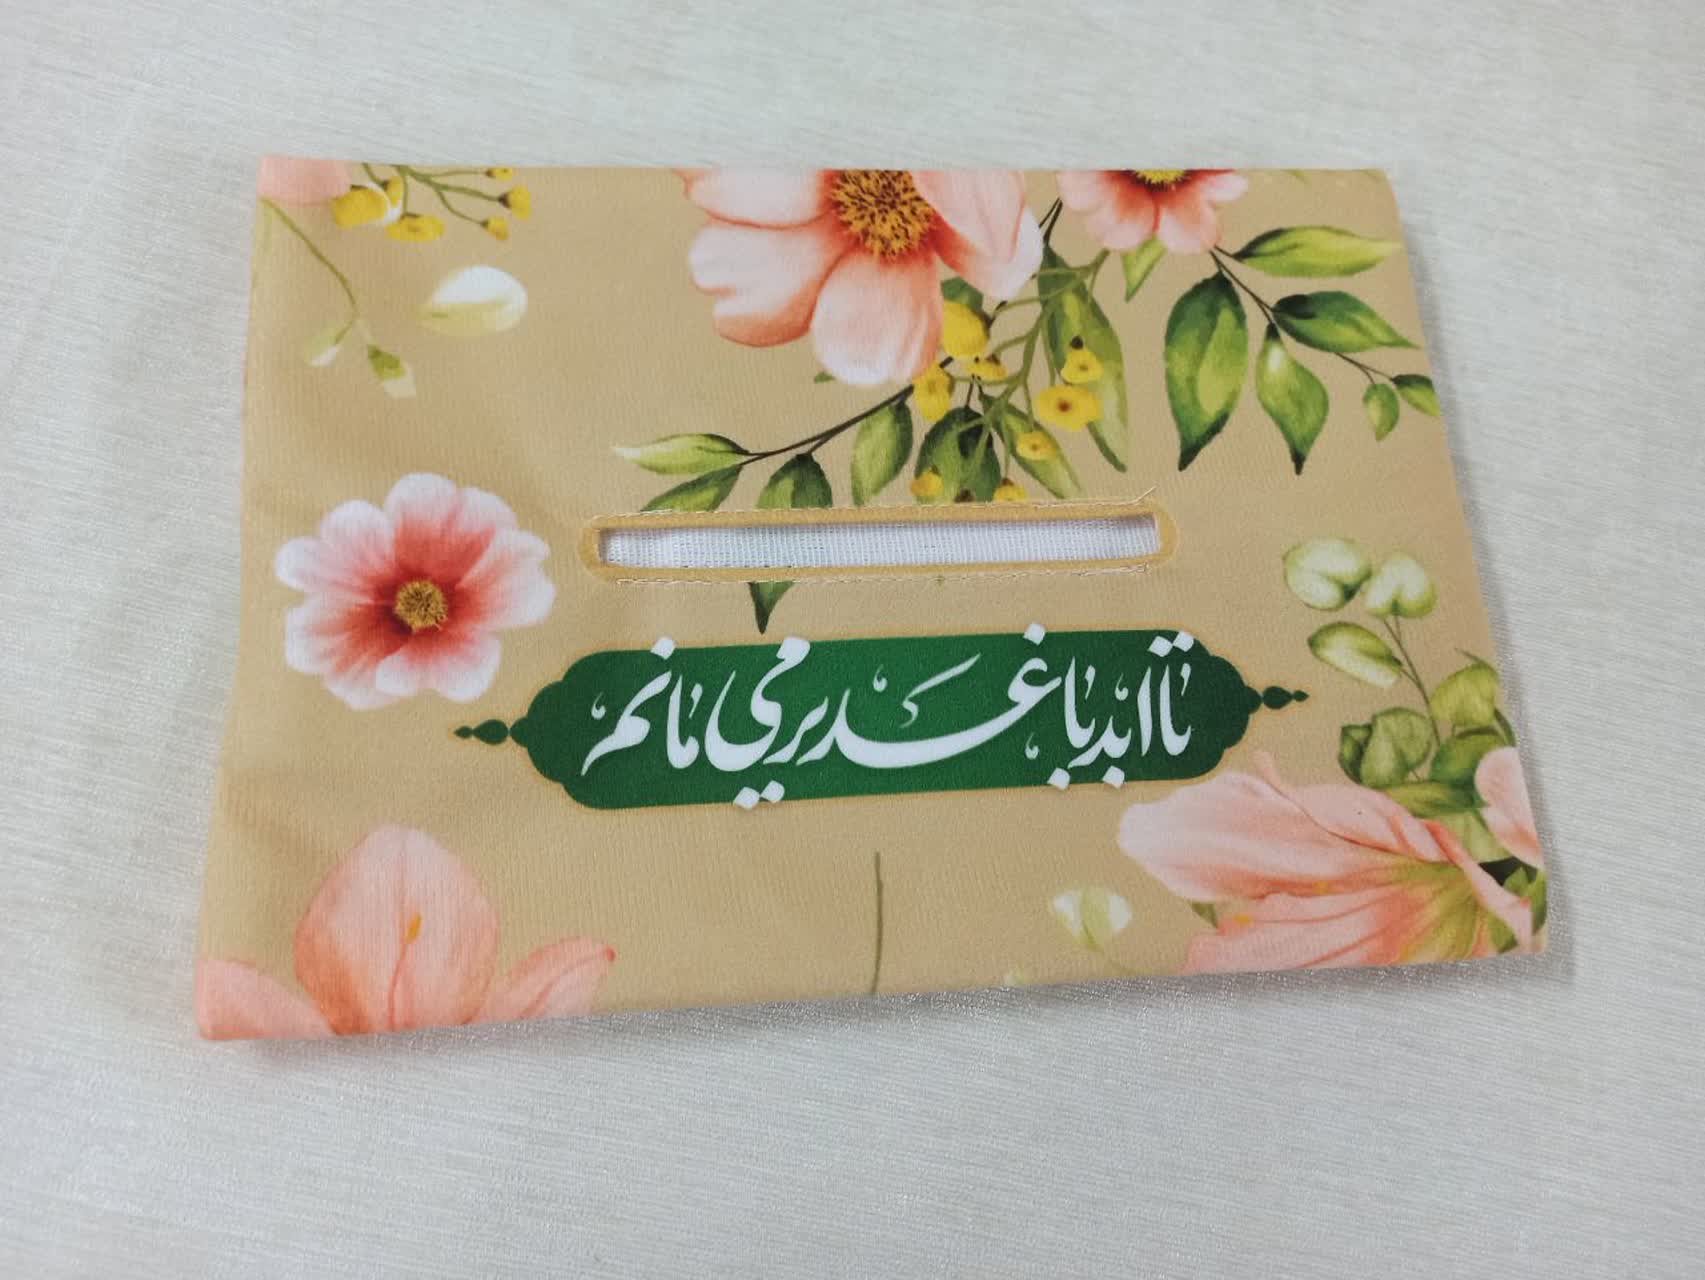 تا ابد با غدیر می مانم